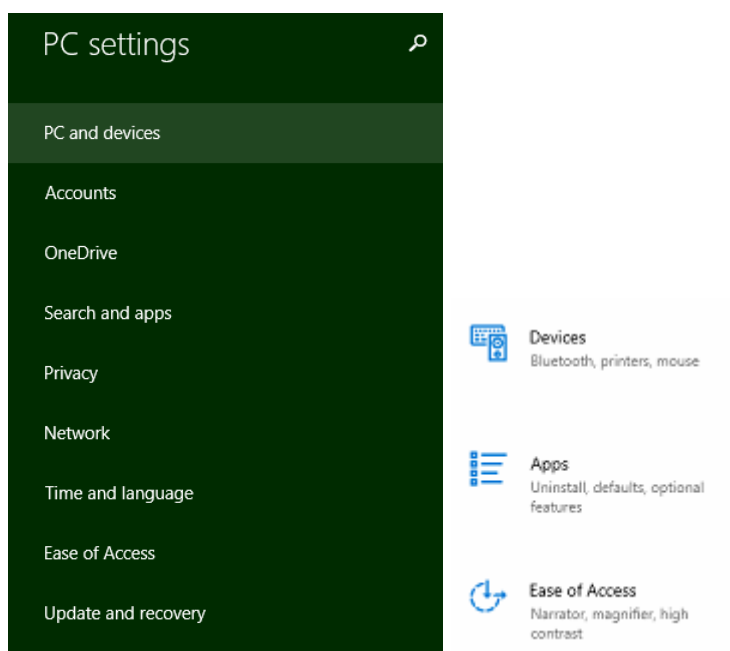 PC settings
PC and devices
Accounts
OneDrive
Search and apps
Privacy
Network
Time and language
Ease of Access
Update and recovery
Devices
Bluetooth, printers, mouse
Apps
Uninstall, defaults, optional
features
Ease of Access
Narrator, magnifier, high
contrast